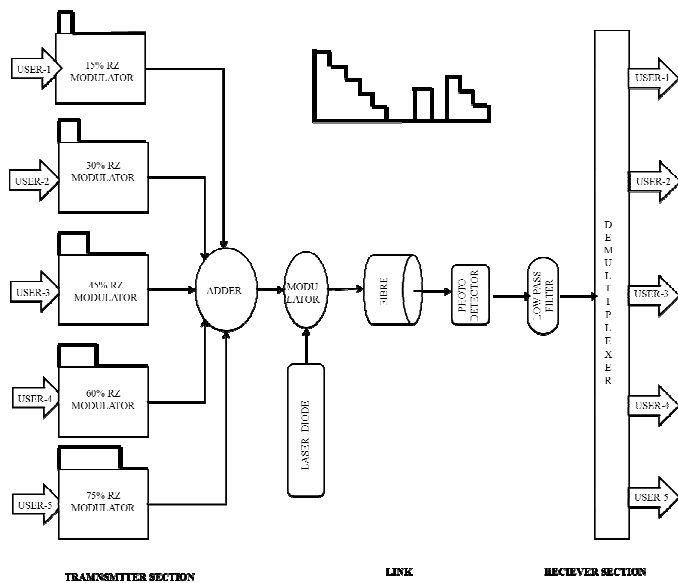 USER-1
15% RZ
MODULATOR
USER-2
30% RZ
MODULATOR
USER-3
45% RZ
MODULATOR
USER-4
60% RZ
MODULATOR
USER-5
75% RZ
MODULATOR
ADDER
MODU
LATOR
LASER DIODE
FIBRE
PHOTO
DETECTOR
LOW PASS
FILTER
DEMULTIPLEXER
USER-1
USER-2
USER-3
USER-4
USER 5
TRAMNSMTTER SECTION
LINK
RECIEVER SECTION